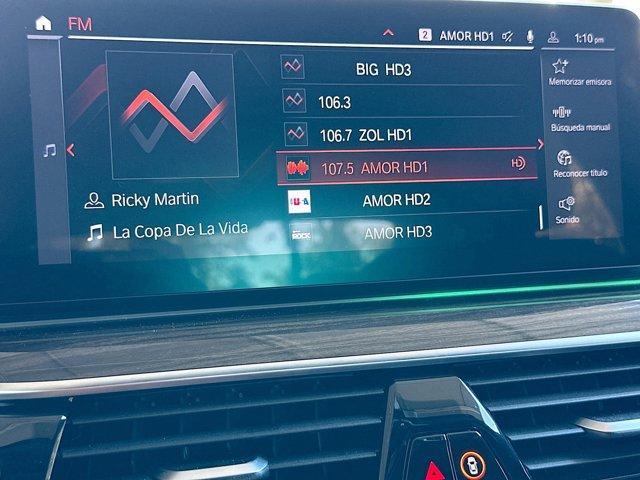 FM
2 AMOR HD1
1:10 pm
BIG HD3
106.3
106.7 ZOL HD1
107.5 AMOR HD1 HD
AMOR HD2
AMOR HD3
Ricky Martin
La Copa De La Vida
Memorizar emisora
Búsqueda manual
Reconocer título
Sonido